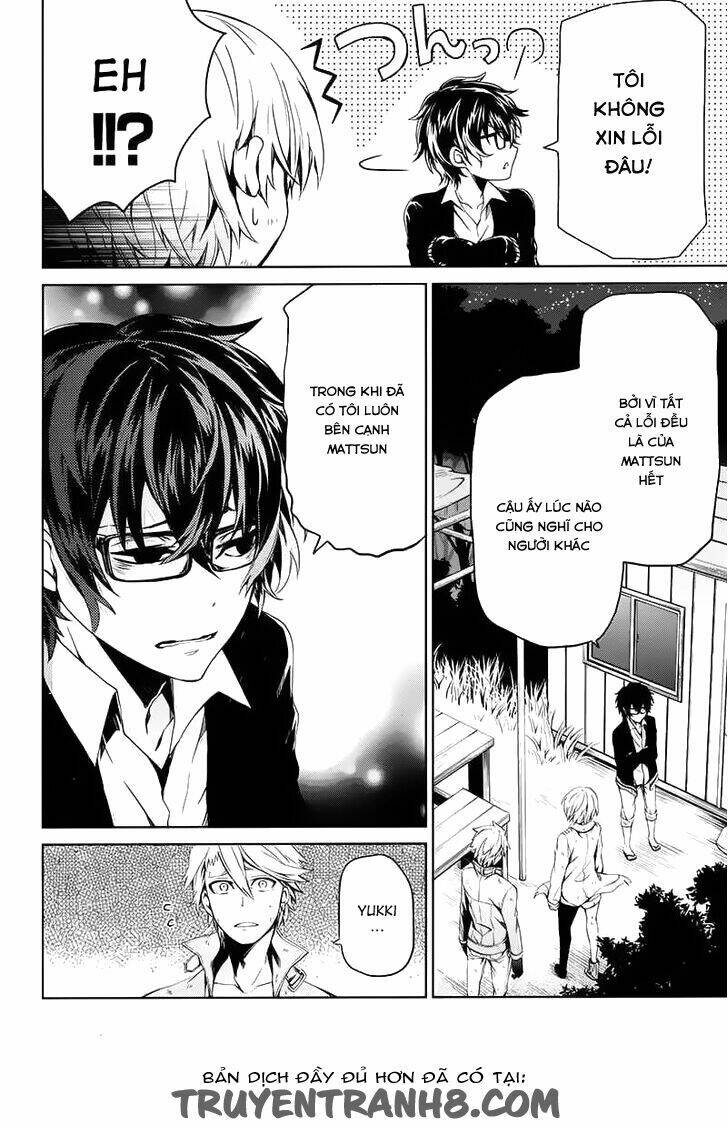 TÔI
KHÔNG
XIN LỖI
ĐÂU!
つんっ
EH
!!?
BỞI VÌ TẤT
CẢ LỖI ĐỀU
LÀ CỦA
MATTSUN
HẾT
CẬU ẤY LÚC NÀO
CŨNG NGHĨ CHO
NGƯỜI KHÁC
TRONG KHI ĐÃ
CÓ TÔI LUÔN
BÊN CẠNH
MATTSUN
YUKKI
...
BẢN DỊCH ĐẦY ĐỦ HƠN ĐÃ CÓ TẠI:
TRUYENTRANH8.COM